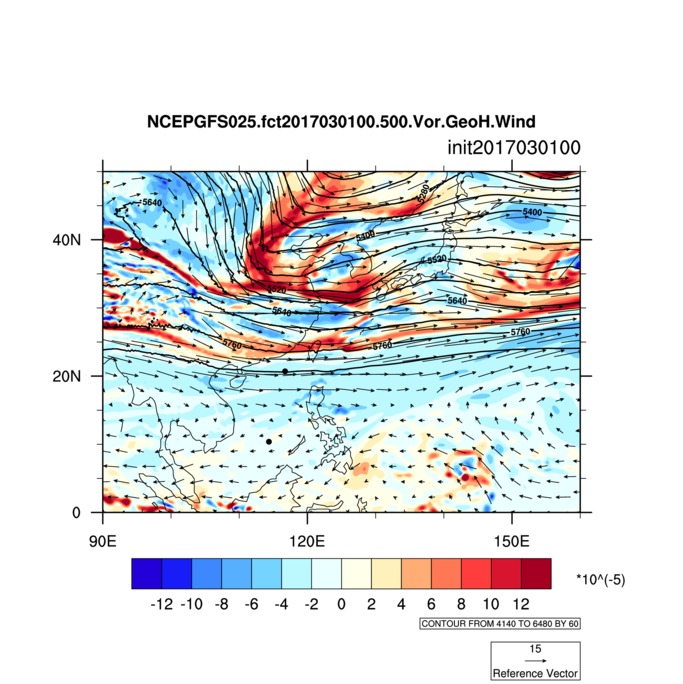 NCEPGFS025.fct2017030100.500.Vor.GeoH.Wind
init2017030100
5640
5280
5400
5400
40N
5520
5520
5640
5640
5760
5760
5760
20N
0
90E 120E 150E
-12 -10 -8 -6 -4 -2 0 2 4 6 8 10 12
*10^(-5)
CONTOUR FROM 4140 TO 6480 BY 60
15
Reference Vector